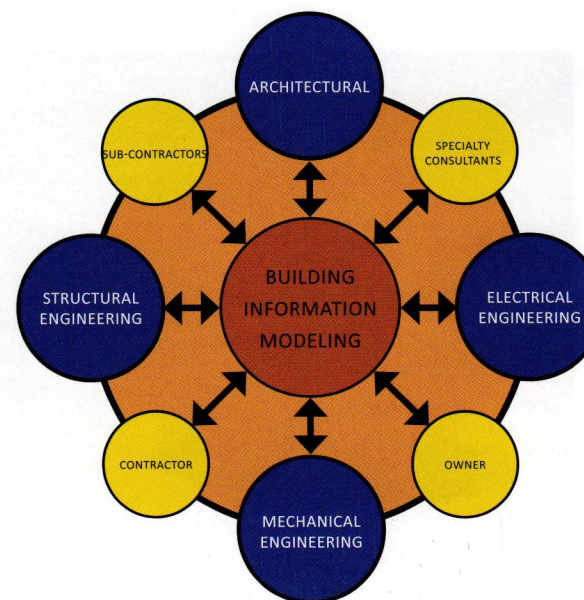 ARCHITECTURAL
SUB-CONTRACTORS
SPECIALTY
CONSULTANTS
BUILDING
INFORMATION
MODELING
STRUCTURAL
ENGINEERING
ELECTRICAL
ENGINEERING
CONTRACTOR
OWNER
MECHANICAL
ENGINEERING